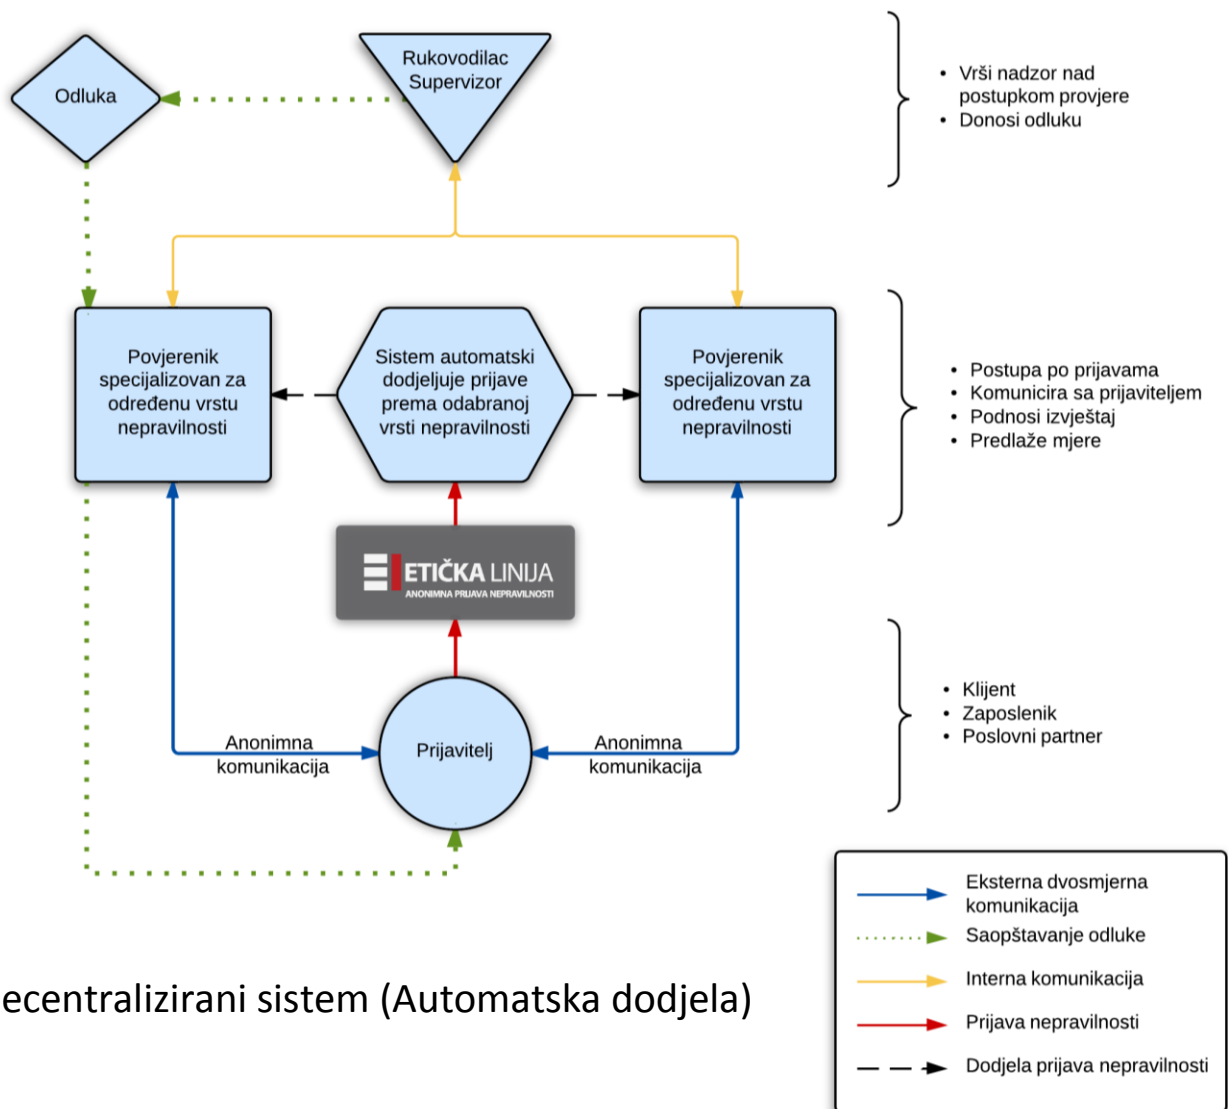 Odluka
Rukovodilac
Supervizor
• Vrši nadzor nad
postupkom provjere
• Donosi odluku
Povjerenik
specijalizovan za
određenu vrstu
nepravilnosti
Sistem automatski
dodjeljuje prijave
prema odabranoj
vrsti nepravilnosti
Povjerenik
specijalizovan za
određenu vrstu
nepravilnosti
• Postupa po prijavama
• Komunicira sa prijaviteljem
• Podnosi izvještaj
• Predlaže mjere
ETIČKA LINIJA
ANONIMNA PRIJAVA NEPRAVILNOSTI
Anonimna
komunikacija
Prijavitelj
Anonimna
komunikacija
• Klijent
• Zaposlenik
• Poslovni partner
Eksterna dvosmjerna
komunikacija
Saopštavanje odluke
Interna komunikacija
Prijava nepravilnosti
Dodjela prijava nepravilnosti
ecentralizirani sistem (Automatska dodjela)